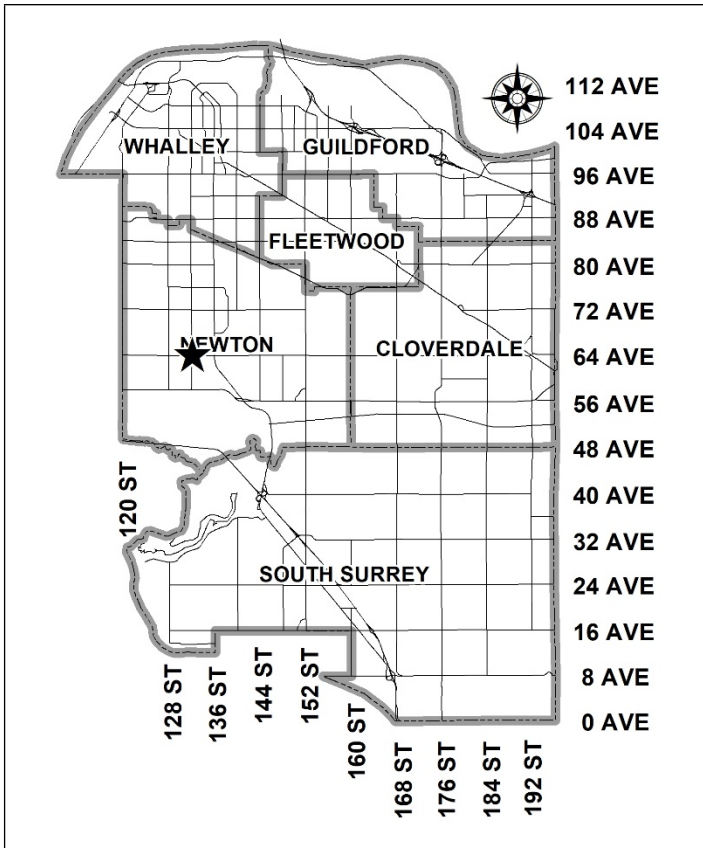 112 AVE
104 AVE
WHALLEY
GUILDFORD
96 AVE
88 AVE
FLEETWOOD
80 AVE
72 AVE
NEWTON
CLOVERDALE
64 AVE
56 AVE
48 AVE
120 ST
40 AVE
32 AVE
SOUTH SURREY
24 AVE
16 AVE
8 AVE
0 AVE
128 ST
136 ST
144 ST
152 ST
160 ST
168 ST
176 ST
184 ST
192 ST